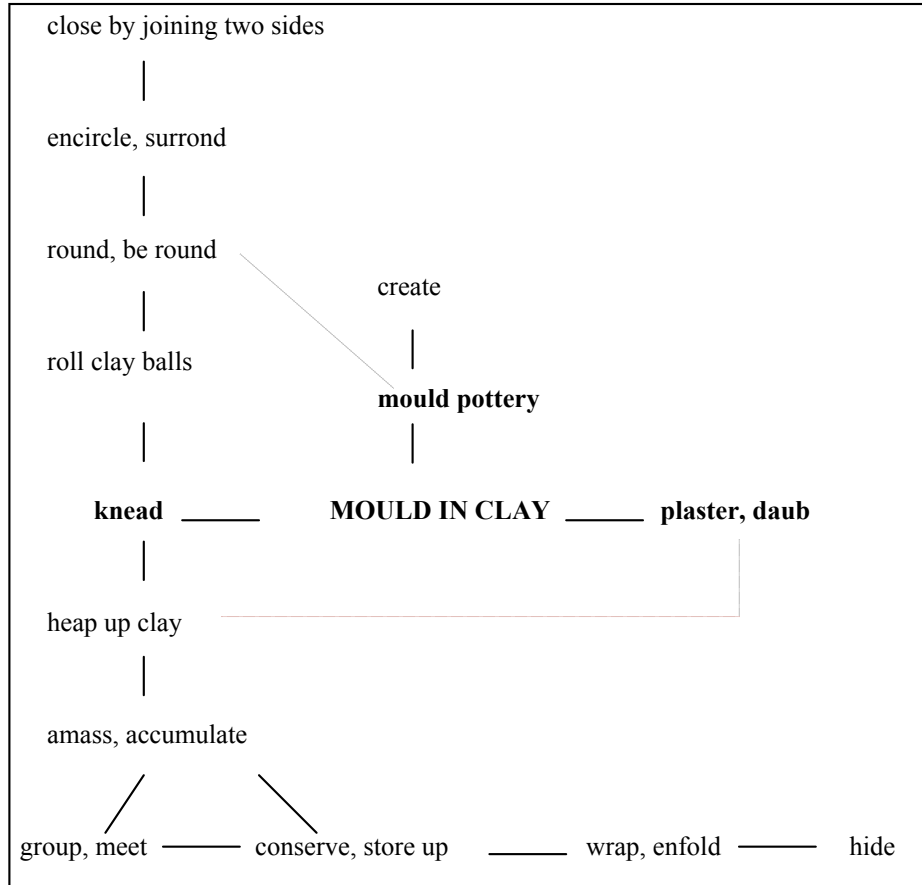 close by joining two sides
encircle, surrond
round, be round
create
roll clay balls
mould pottery
knead MOULD IN CLAY plaster, daub
heap up clay
amass, accumulate
group, meet conserve, store up wrap, enfold hide